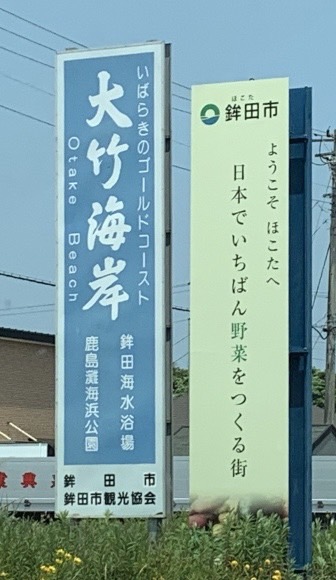 いばらきのゴールドコースト
大竹海岸
Otake Beach
鉾田海水浴場
鹿島灘海浜公園
鉾田市
鉾田市観光協会
ほこた
鉾田市
ようこそ ほこたへ
日本でいちばん野菜をつくる街
興